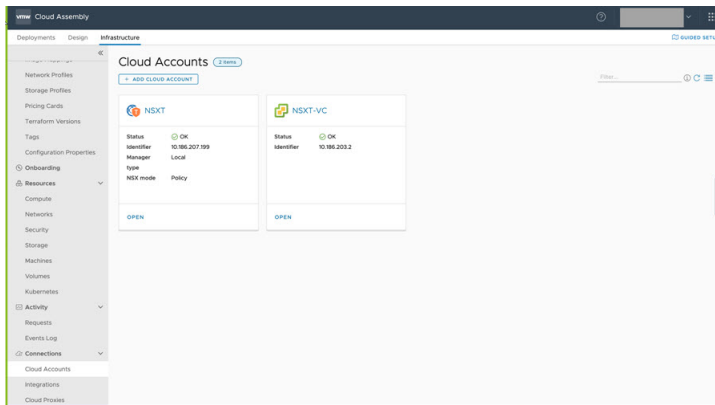 vmw Cloud Assembly
Deployments Design Infrastructure
GUIDED SETU
Network Profiles
Storage Profiles
Pricing Cards
Terraform Versions
Tags
Configuration Properties
Onboarding
Resources
Compute
Networks
Security
Storage
Machines
Volumes
Kubernetes
Activity
Requests
Events Log
Connections
Cloud Accounts
Integrations
Cloud Proxies
Cloud Accounts 2 items
+ ADD CLOUD ACCOUNT
Filter...
NSXT
Status OK
Identifier 10.186.207.199
Manager Local
type
NSX mode Policy
OPEN
NSXT-VC
Status OK
Identifier 10.186.203.2
OPEN